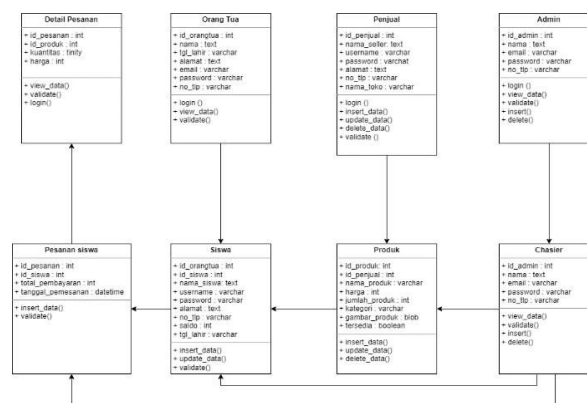 Detail Pesanan
+ id_pesanan : int
+ id_produk : int
+ kuantitas : tinity
+ harga : int
+ view_data()
+ validate()
+ login()
Orang Tua
+ id_orangtua : int
+ nama : text
+ tgl_lahir : varchar
+ alamat : text
+ email : varchar
+ password : varchar
+ no_tlp : varchar
+ login ()
+ view_data()
+ validate()
Penjual
+ id_penjual : int
+ nama_seller : text
+ username : varchar
+ password : varchat
+ alamat : text
+ no_tlp : varchar
+ nama_toko : varchar
+ login ()
+ insert_data()
+ update_data()
+ delete_data()
+ validate ()
Admin
+ id_admin : int
+ nama : text
+ email : varchar
+ password : varchar
+ no_tlp : varchar
+ login ()
+ view_data()
+ validate()
+ insert()
+ delete()
Pesanan siswa
+ id_pesanan : int
+ id_siswa : int
+ total_pembayaran : int
+ tanggal_pemesanan : datetime
+ insert_data()
+ validate()
Siswa
+ id_orangtua : int
+ id_siswa : int
+ nama_siswa : text
+ username : varchar
+ password : varchar
+ alamat : text
+ no_tlp : varchar
+ saldo : int
+ tgl_lahir : varchar
+ insert_data()
+ update_data()
+ validate()
Produk
+ id_produk : int
+ id_penjual : int
+ nama_produk : varchar
+ harga : int
+ jumlah_produk : int
+ kategori : varchar
+ gambar_produk : blob
+ tersedia : boolean
+ insert_data()
+ update_data()
+ delete_data()
Chasier
+ id_admin : int
+ nama : text
+ email : varchar
+ password : varchar
+ no_tlp : varchar
+ view_data()
+ validate()
+ insert()
+ delete()